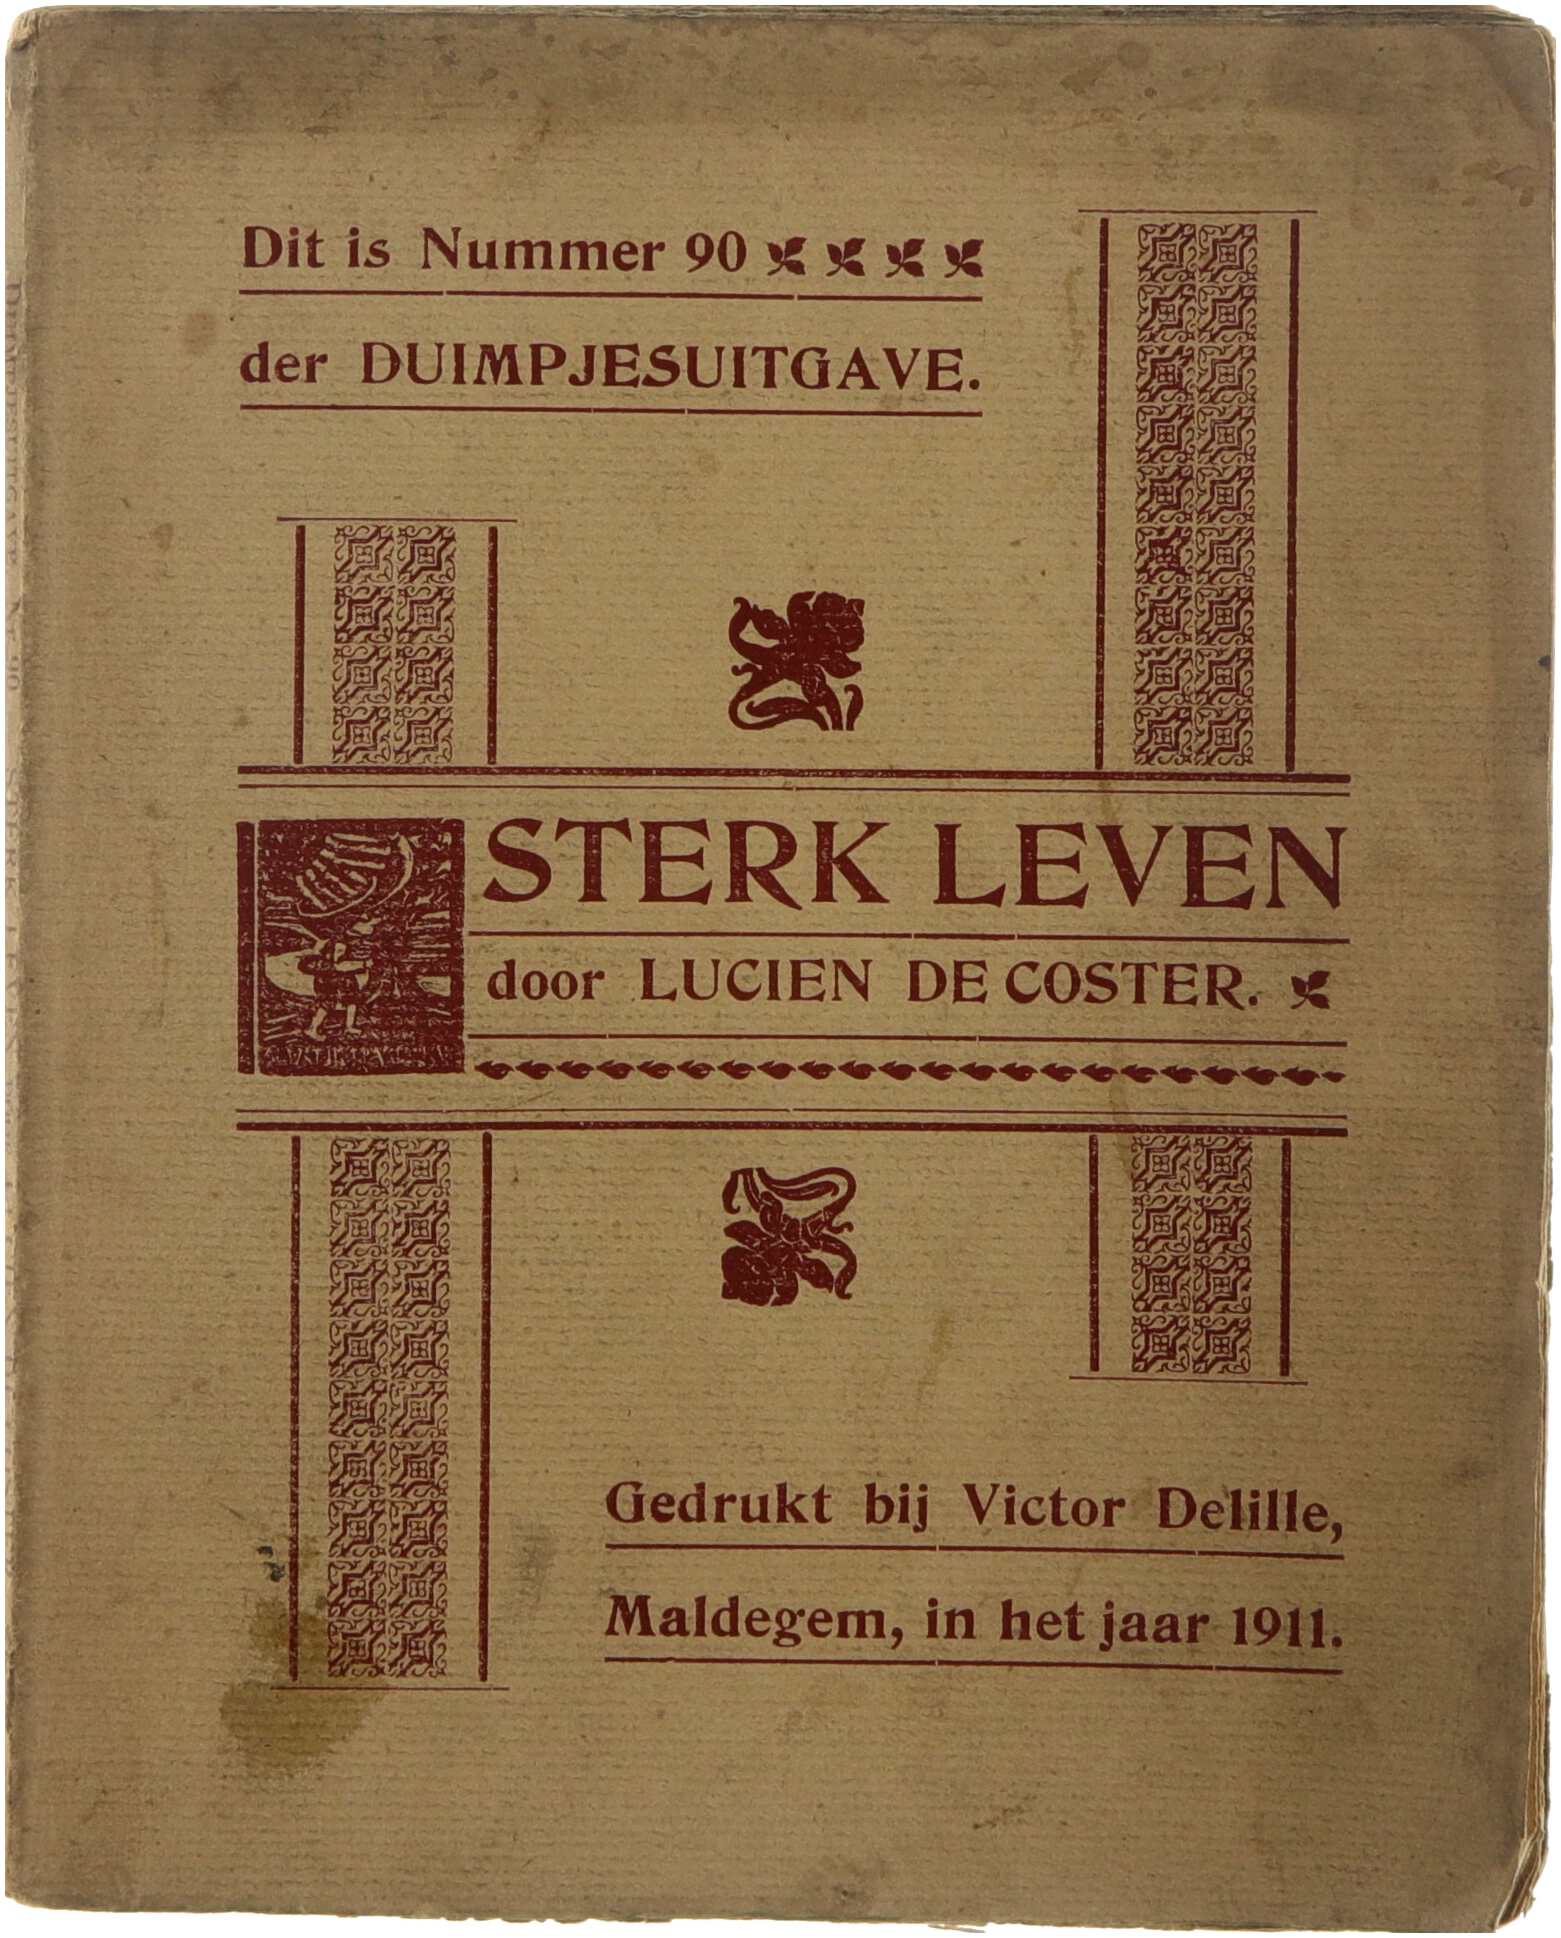 Dit is Nummer 90
der DUIMPJESUITGAVE.
STERK LEVEN
door LUCIEN DE COSTER.
Gedrukt bij Victor Delille,
Maldegem, in het jaar 1911.